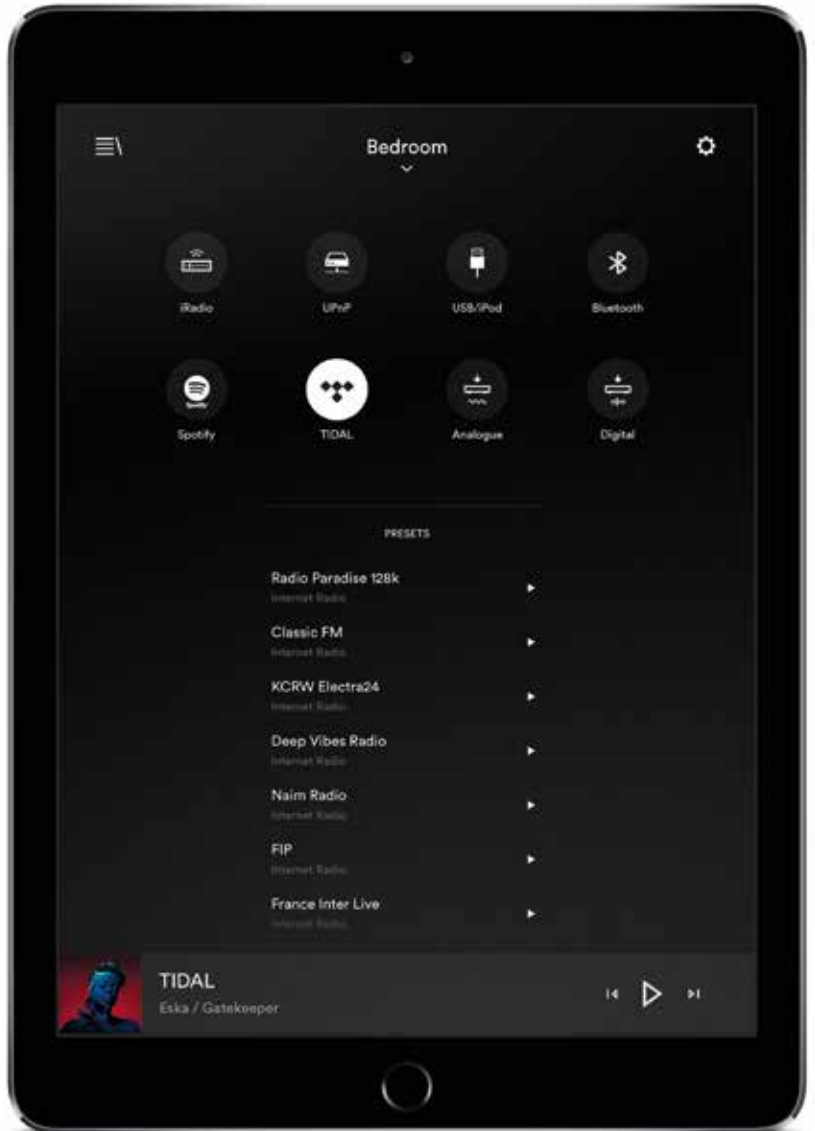 Bedroom
iRadio
UPnP
USB/iPod
Bluetooth
Spotify
TIDAL
Analogue
Digital
PRESETS
Radio Paradise 128k
Internet Radio
Classic FM
Internet Radio
KCRW Electra24
Internet Radio
Deep Vibes Radio
Internet Radio
Naim Radio
Internet Radio
FIP
Internet Radio
France Inter Live
Internet Radio
TIDAL
Eska / Gatekeeper